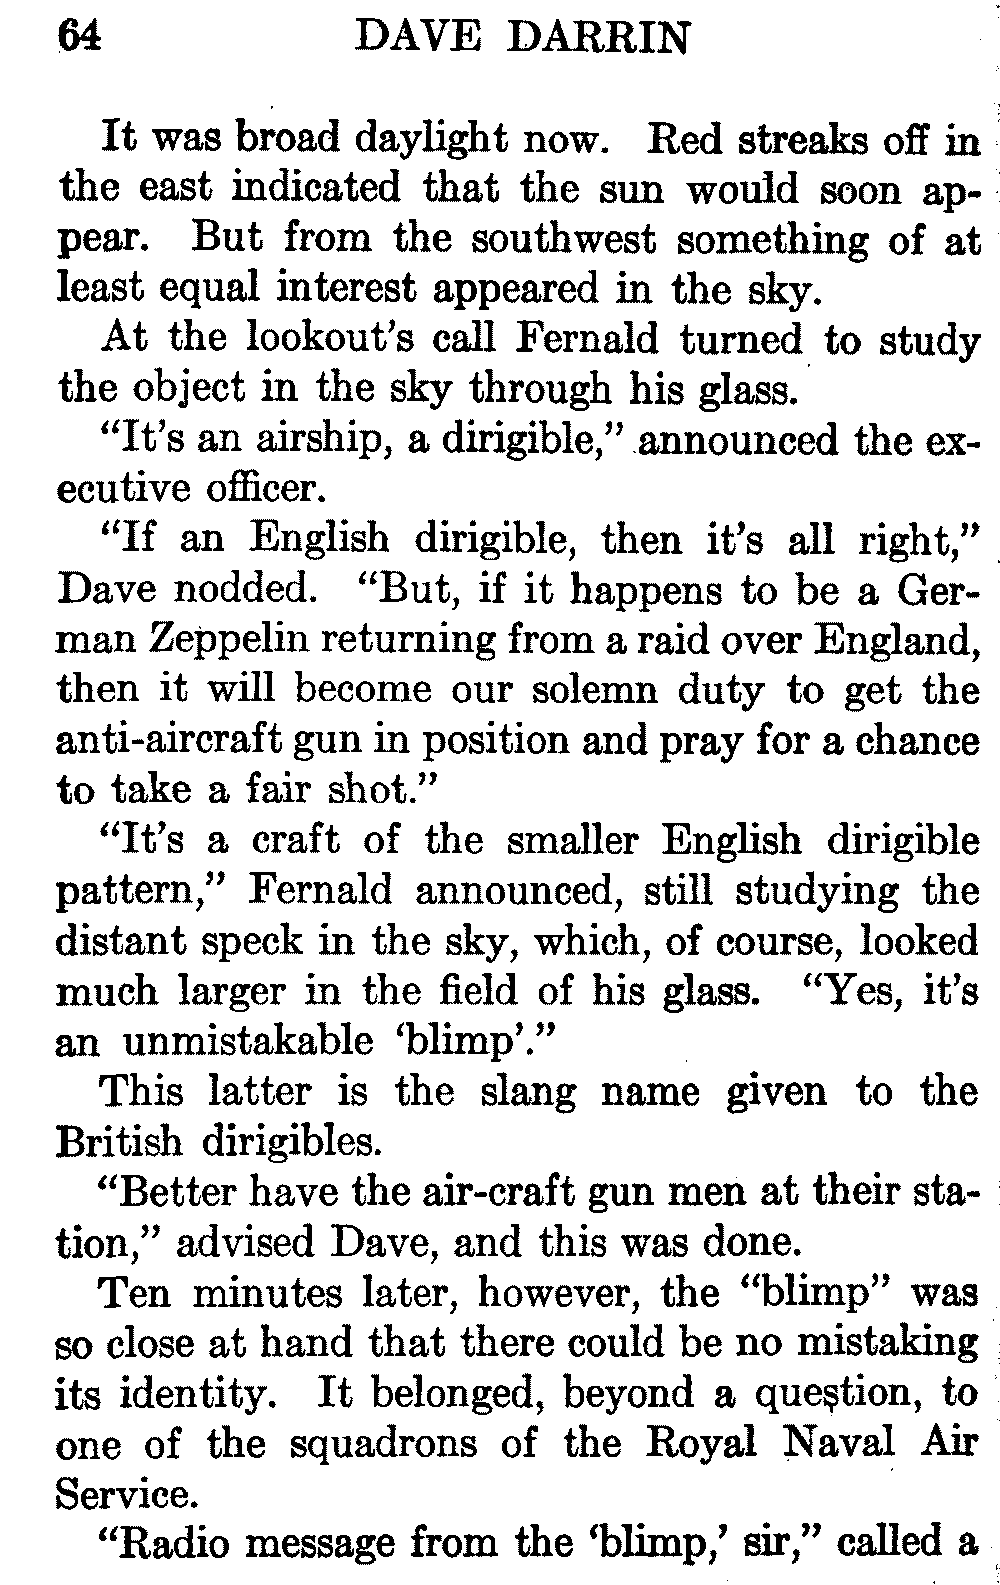 64 DAVE DARRIN
It was broad daylight now. Red streaks off in
the east indicated that the sun would soon ap-
pear. But from the southwest something of at
least equal interest appeared in the sky.
At the lookout's call Fernald turned to study
the object in the sky through his glass.
“It's an airship, a dirigible,” announced the ex-
ecutive officer.
“If an English dirigible, then it's all right,”
Dave nodded. “But, if it happens to be a Ger-
man Zeppelin returning from a raid over England,
then it will become our solemn duty to get the
anti-aircraft gun in position and pray for a chance
to take a fair shot.”
“It's a craft of the smaller English dirigible
pattern,” Fernald announced, still studying the
distant speck in the sky, which, of course, looked
much larger in the field of his glass. “Yes, it's
an unmistakable ‘blimp’.”
This latter is the slang name given to the
British dirigibles.
“Better have the air-craft gun men at their sta-
tion,” advised Dave, and this was done.
Ten minutes later, however, the “blimp” was
so close at hand that there could be no mistaking
its identity. It belonged, beyond a question, to
one of the squadrons of the Royal Naval Air
Service.
“Radio message from the ‘blimp,’ sir,” called a